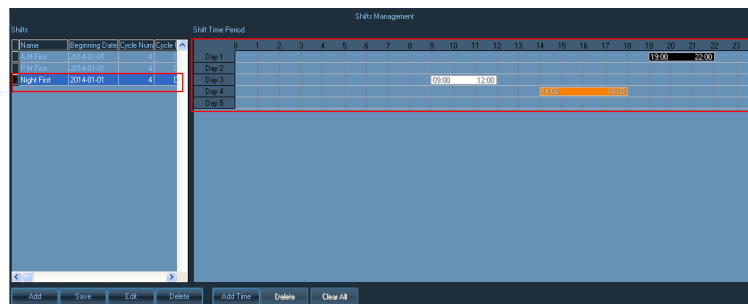 Shifts Management
Shifts
Shift Time Period
Name Beginning Date Cycle Num Cycle
A.M First 2014-01-01 4
P.M First 2014-01-01 4
Night First 2014-01-01 4
0 1 2 3 4 5 6 7 8 9 10 11 12 13 14 15 16 17 18 19 20 21 22 23
Day 1 19:00 22:00
Day 2
Day 3 09:00 12:00
Day 4 14:00 18:00
Day 5
Add Save Edit Delete Add Time Delete Clear All